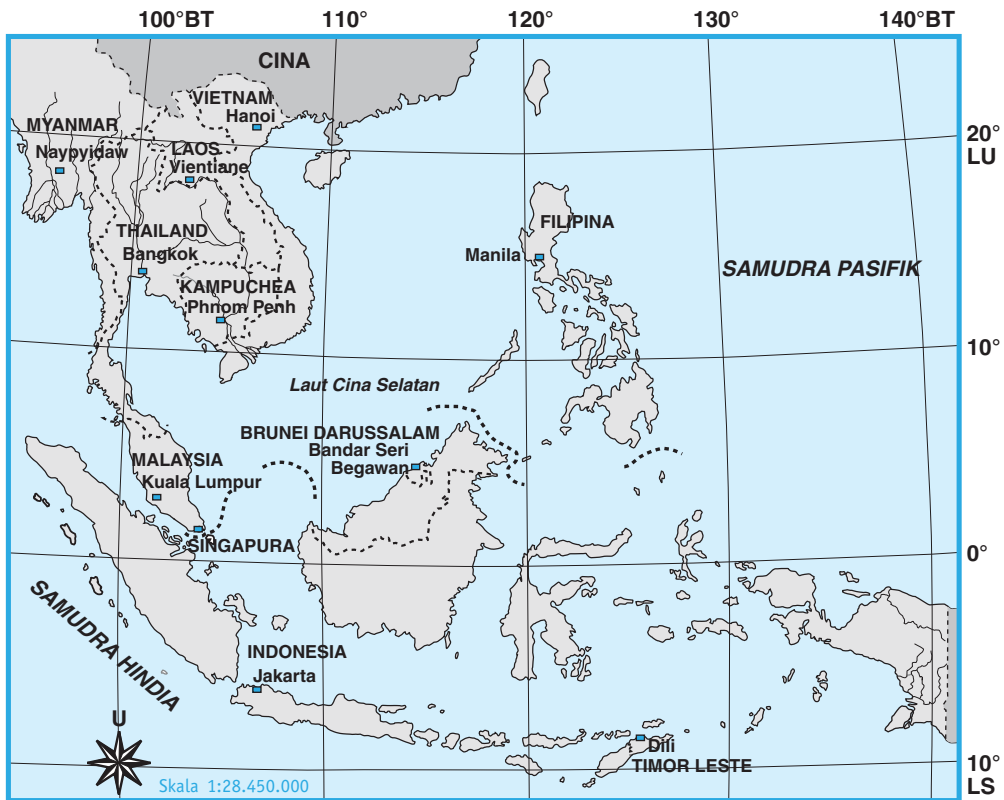 100°BT 110° 120° 130° 140°BT
CINA
VIETNAM
Hanoi
MYANMAR
Naypyidaw
LAOS
Vientiane
20°
LU
THAILAND
Bangkok
FILIPINA
Manila
SAMUDRA PASIFIK
KAMPUCHEA
Phnom Penh
10°
Laut Cina Selatan
BRUNEI DARUSSALAM
Bandar Seri
Begawan
MALAYSIA
Kuala Lumpur
SINGAPURA
0°
SAMUDRA HINDIA
INDONESIA
Jakarta
U
Dili
TIMOR LESTE
10°
LS
Skala 1:28.450.000